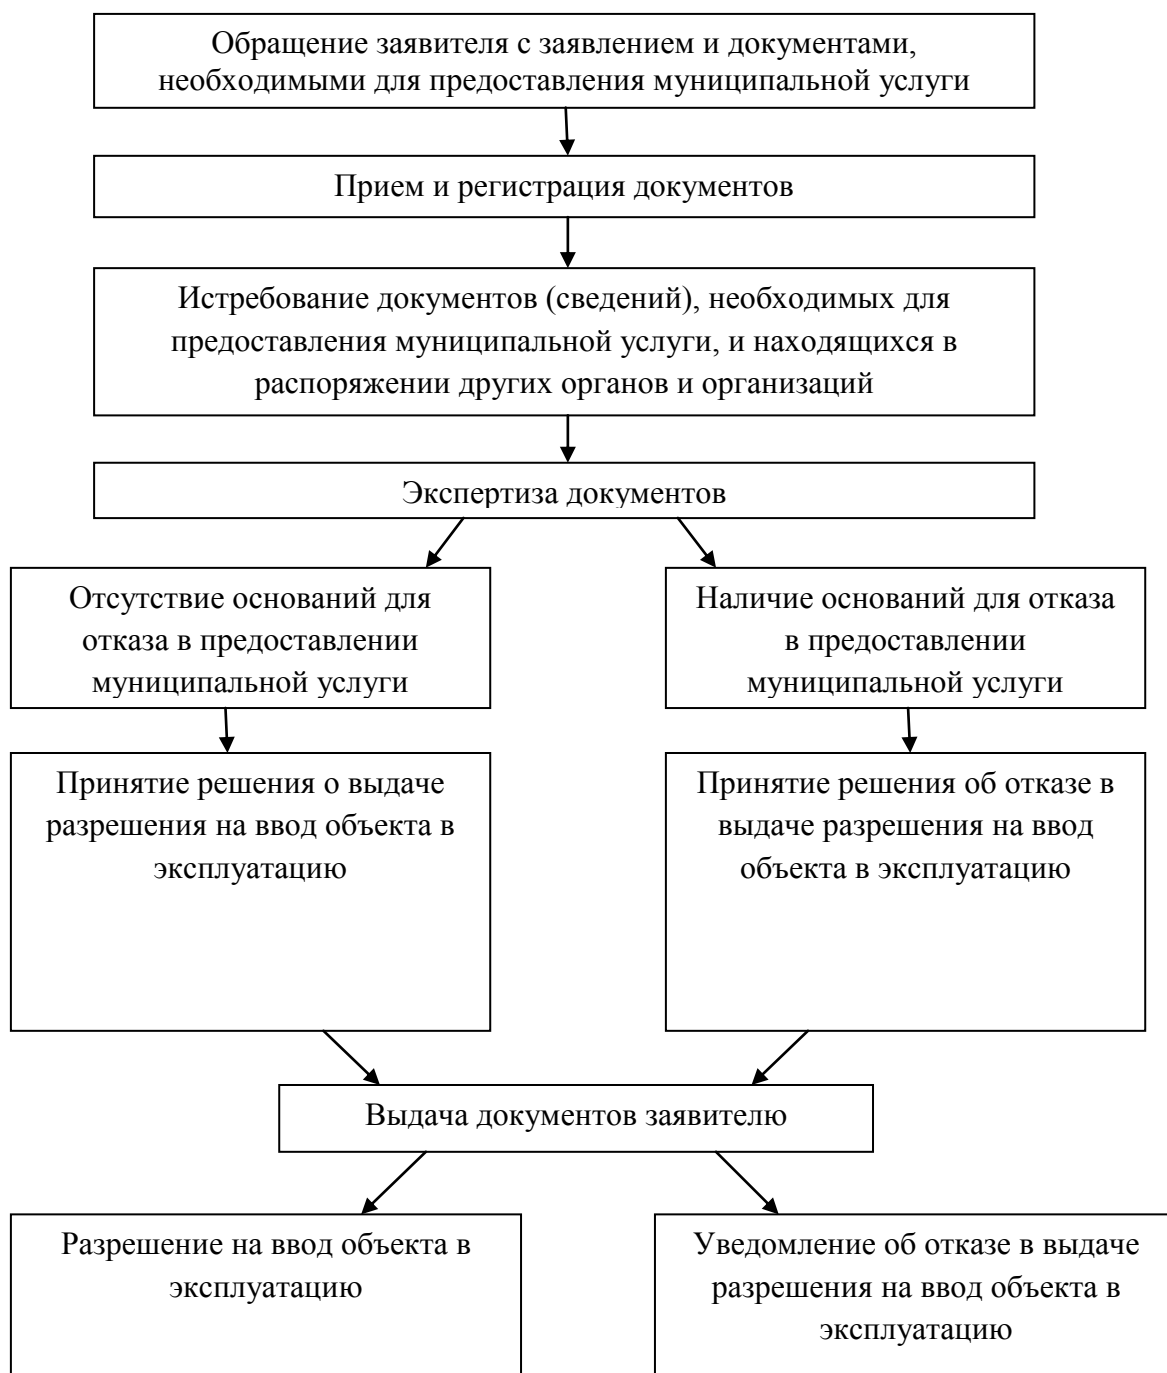 Обращение заявителя с заявлением и документами,
необходимыми для предоставления муниципальной услуги
Прием и регистрация документов
Истребование документов (сведений), необходимых для
предоставления муниципальной услуги, и находящихся в
распоряжении других органов и организаций
Экспертиза документов
Отсутствие оснований для
отказа в предоставлении
муниципальной услуги
Наличие оснований для отказа
в предоставлении
муниципальной услуги
Принятие решения о выдаче
разрешения на ввод объекта в
эксплуатацию
Принятие решения об отказе в
выдаче разрешения на ввод
объекта в эксплуатацию
Выдача документов заявителю
Разрешение на ввод объекта в
эксплуатацию
Уведомление об отказе в выдаче
разрешения на ввод объекта в
эксплуатацию